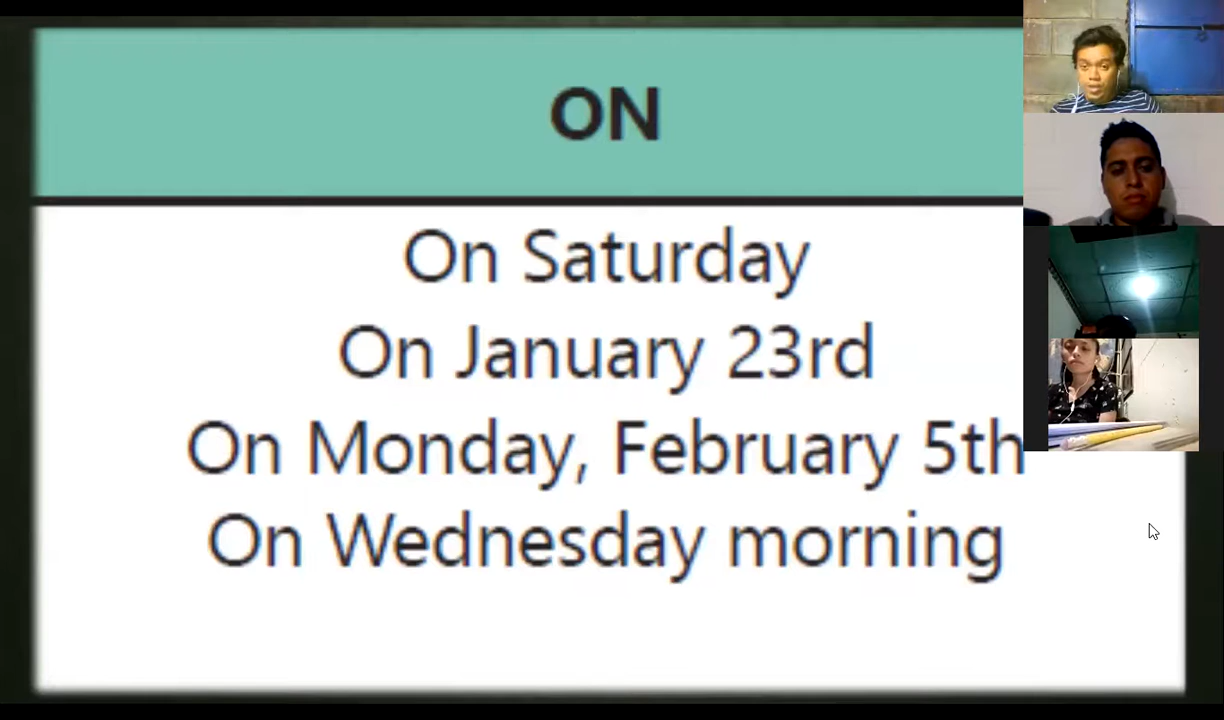 ON
On Saturday
On January 23rd
On Monday, February 5th
On Wednesday morning